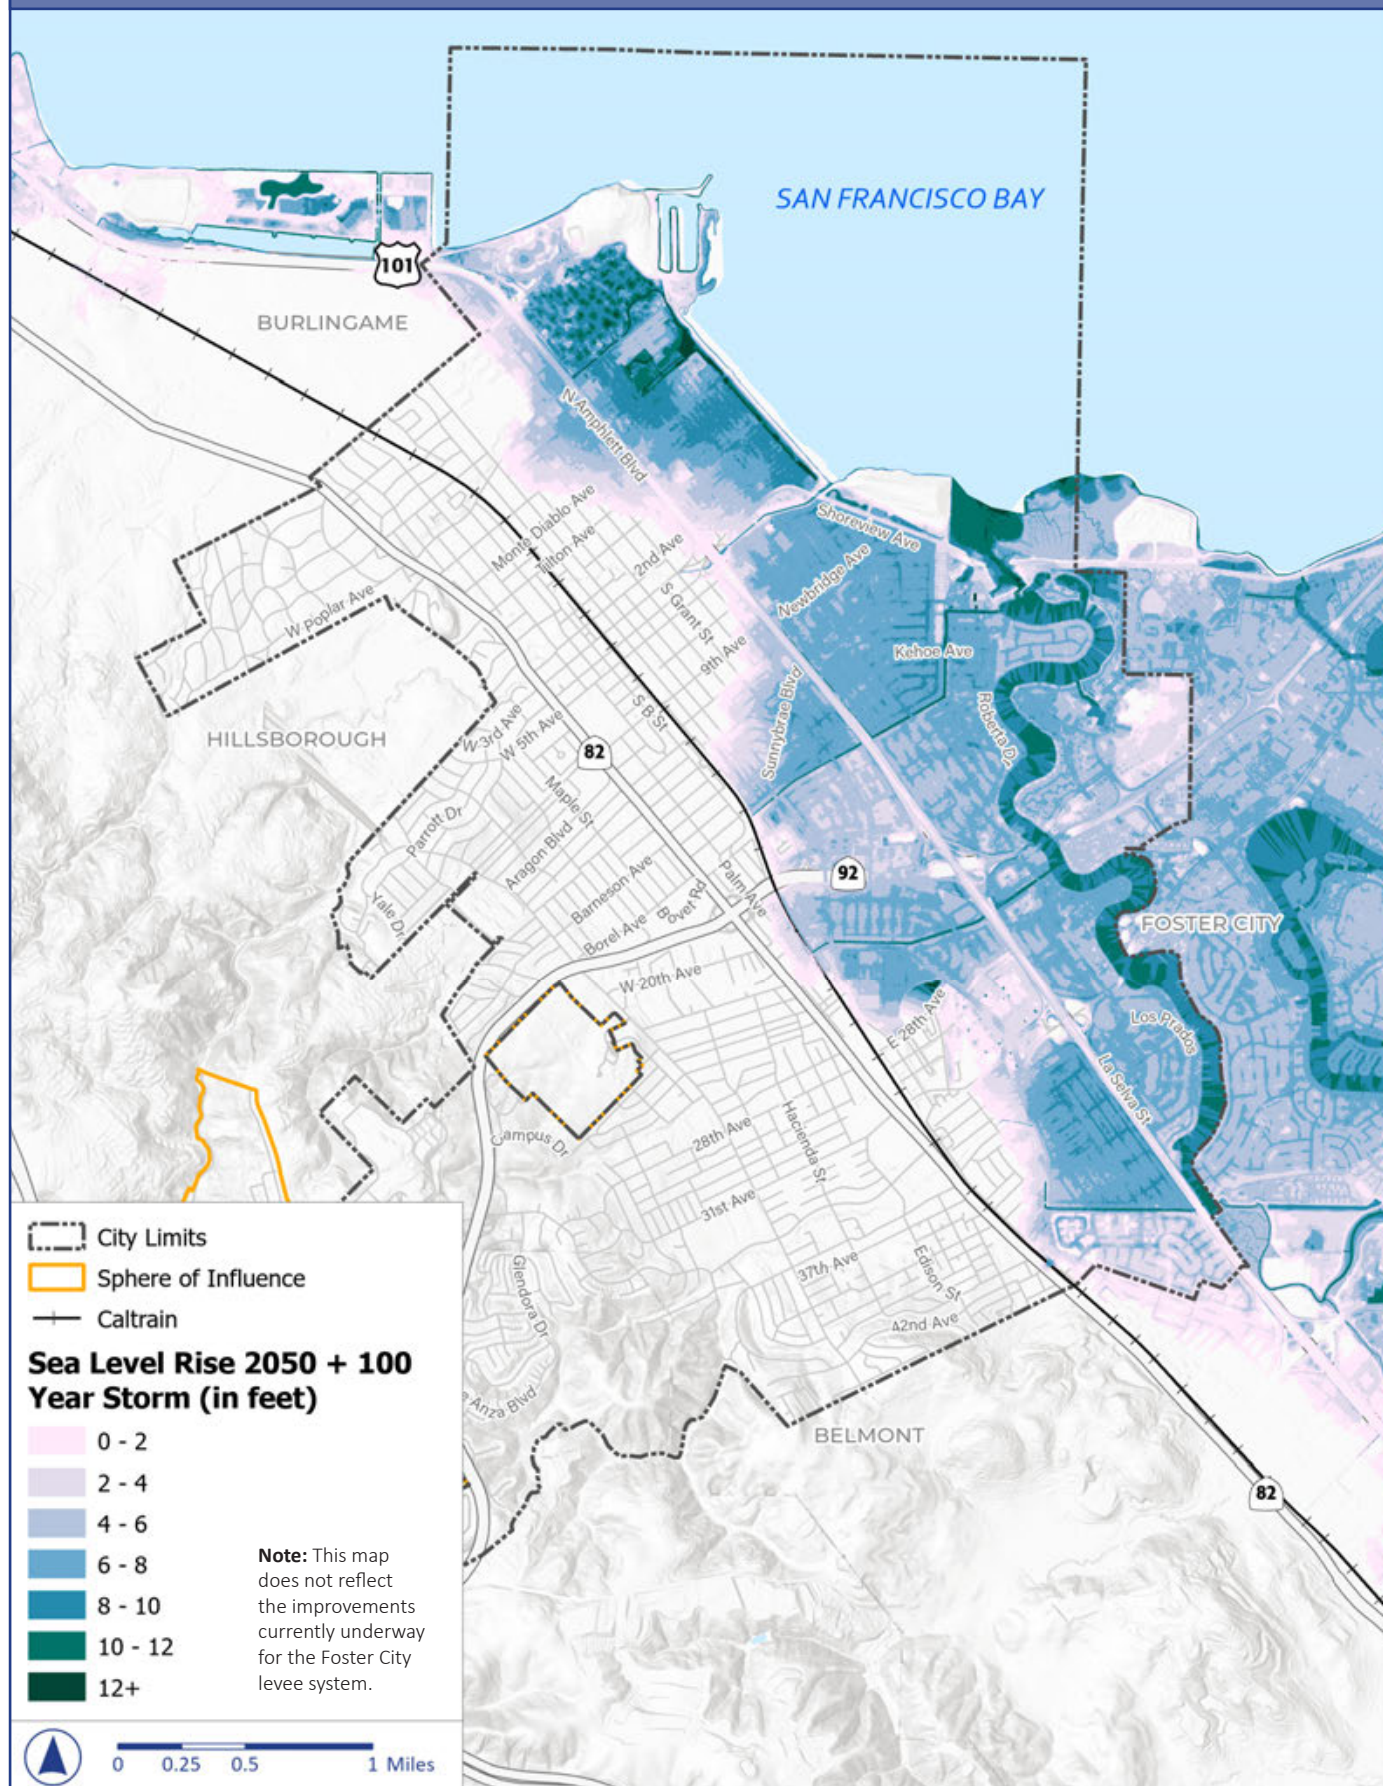 SAN FRANCISCO BAY
101
BURLINGAME
N Amphlett Blvd
Monte Diablo Ave
Tilton Ave
2nd Ave
Shoreview Ave
Newbridge Ave
S Grant St
9th Ave
Kehoe Ave
W Poplar Ave
Sunnybrae Blvd
Roberta Dr
S B St
HILLSBOROUGH
W 3rd Ave
W 5th Ave
82
Maple St
Parrott Dr
Aragon Blvd
Barneson Ave
Palm Ave
92
Yale Dr
Borel Ave
Bovet Rd
FOSTER CITY
W 20th Ave
E 28th Ave
Los Prados
La Selva St
Campus Dr
28th Ave
Hacienda St
31st Ave
Glendora Dr
37th Ave
Edison St
42nd Ave
Anza Blvd
BELMONT
82
City Limits
Sphere of Influence
Caltrain
Sea Level Rise 2050 + 100
Year Storm (in feet)
0 - 2
2 - 4
4 - 6
6 - 8
8 - 10
10 - 12
12+
Note: This map
does not reflect
the improvements
currently underway
for the Foster City
levee system.
0 0.25 0.5 1 Miles